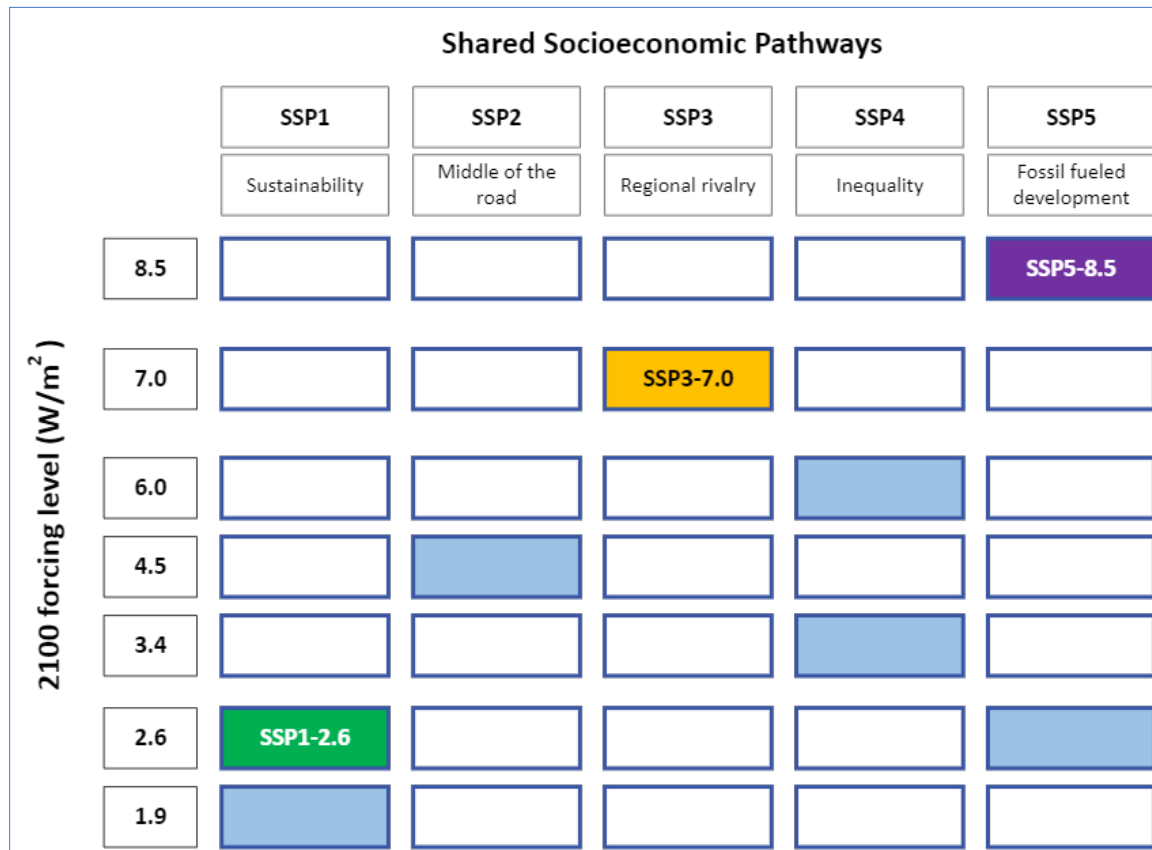 Shared Socioeconomic Pathways
SSP1
SSP2
SSP3
SSP4
SSP5
Sustainability
Middle of the
road
Regional rivalry
Inequality
Fossil fueled
development
2100 forcing level (W/m²)
8.5
SSP5-8.5
7.0
SSP3-7.0
6.0
4.5
3.4
2.6
SSP1-2.6
1.9